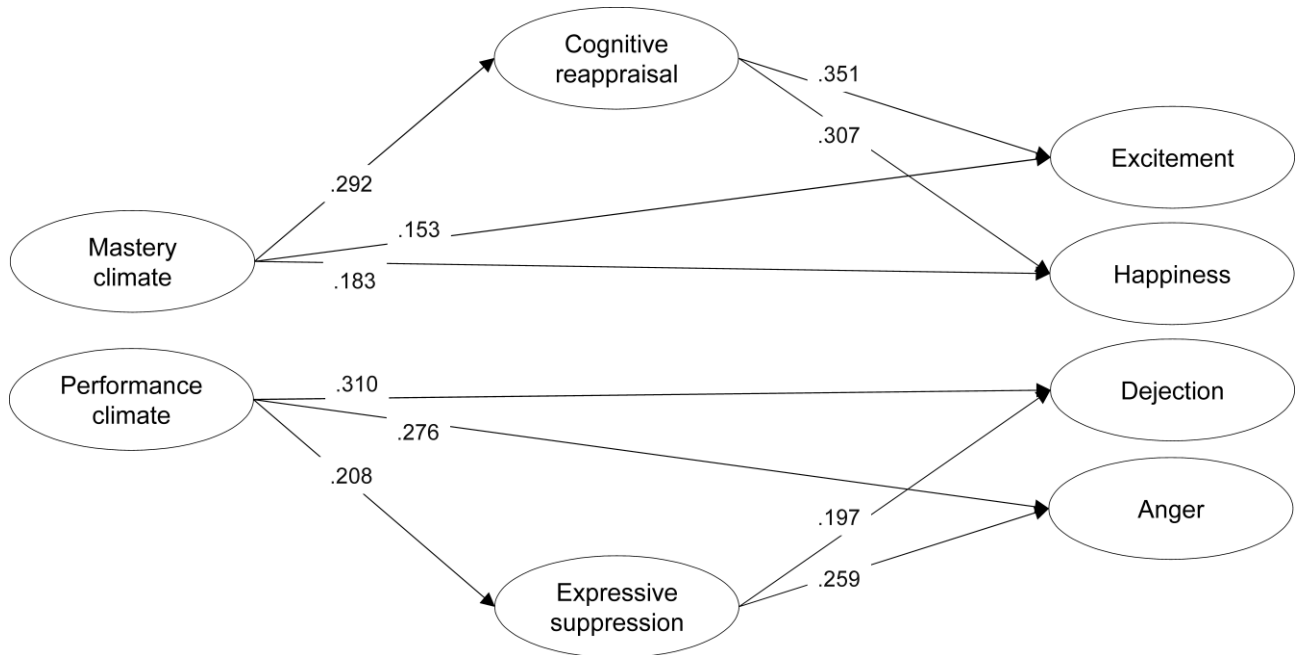 Cognitive
reappraisal
.351
.307
Excitement
.292
.153
Mastery
climate
.183
Happiness
Performance
climate
.310
.276
Dejection
.208
.197
Anger
.259
Expressive
suppression